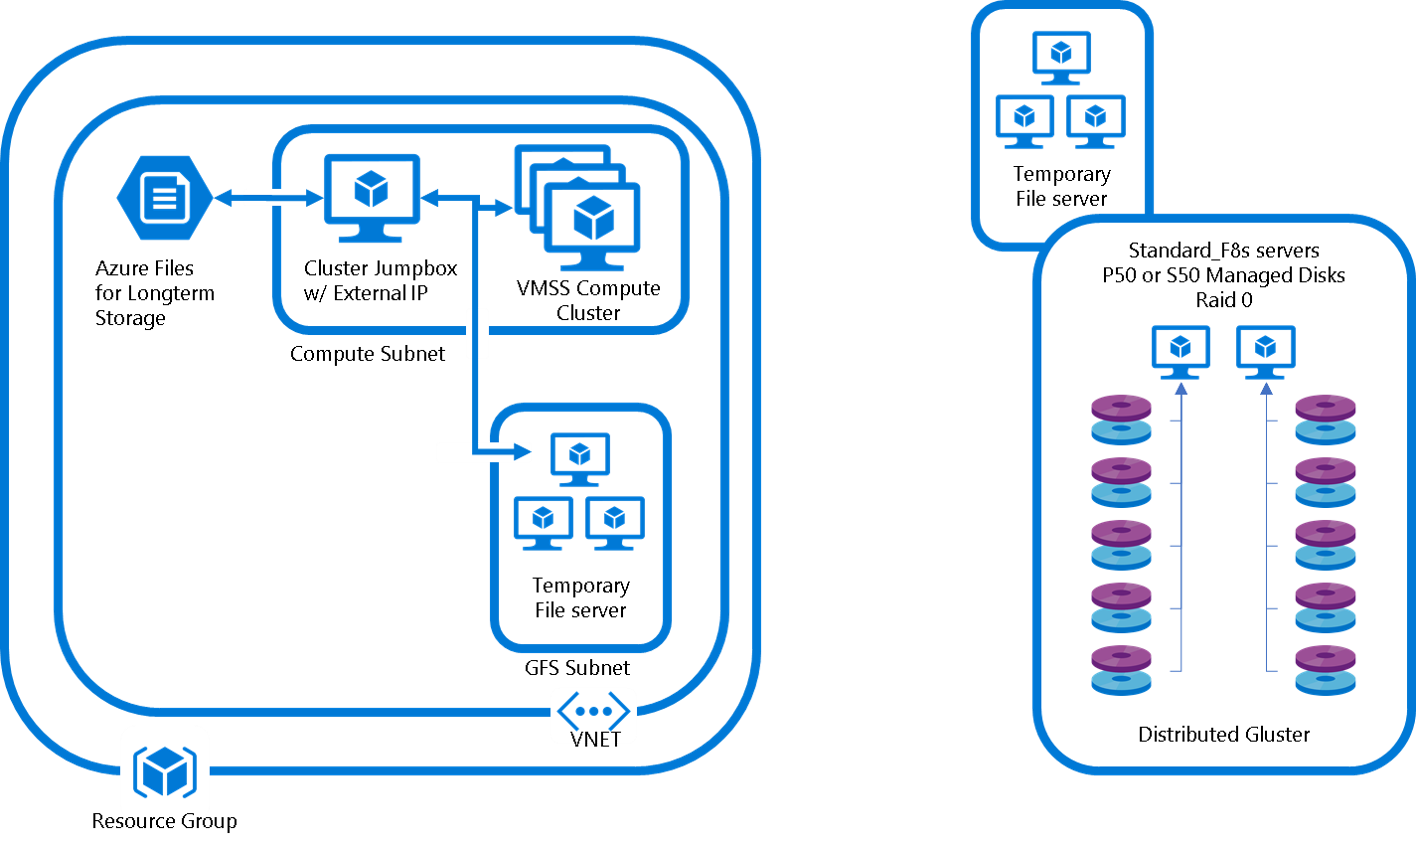 Azure Files
for Longterm
Storage
Cluster Jumpbox
w/ External IP
VMSS Compute
Cluster
Compute Subnet
Temporary
File server
GFS Subnet
VNET
Resource Group
Temporary
File server
Standard_F8s servers
P50 or S50 Managed Disks
Raid 0
Distributed Gluster